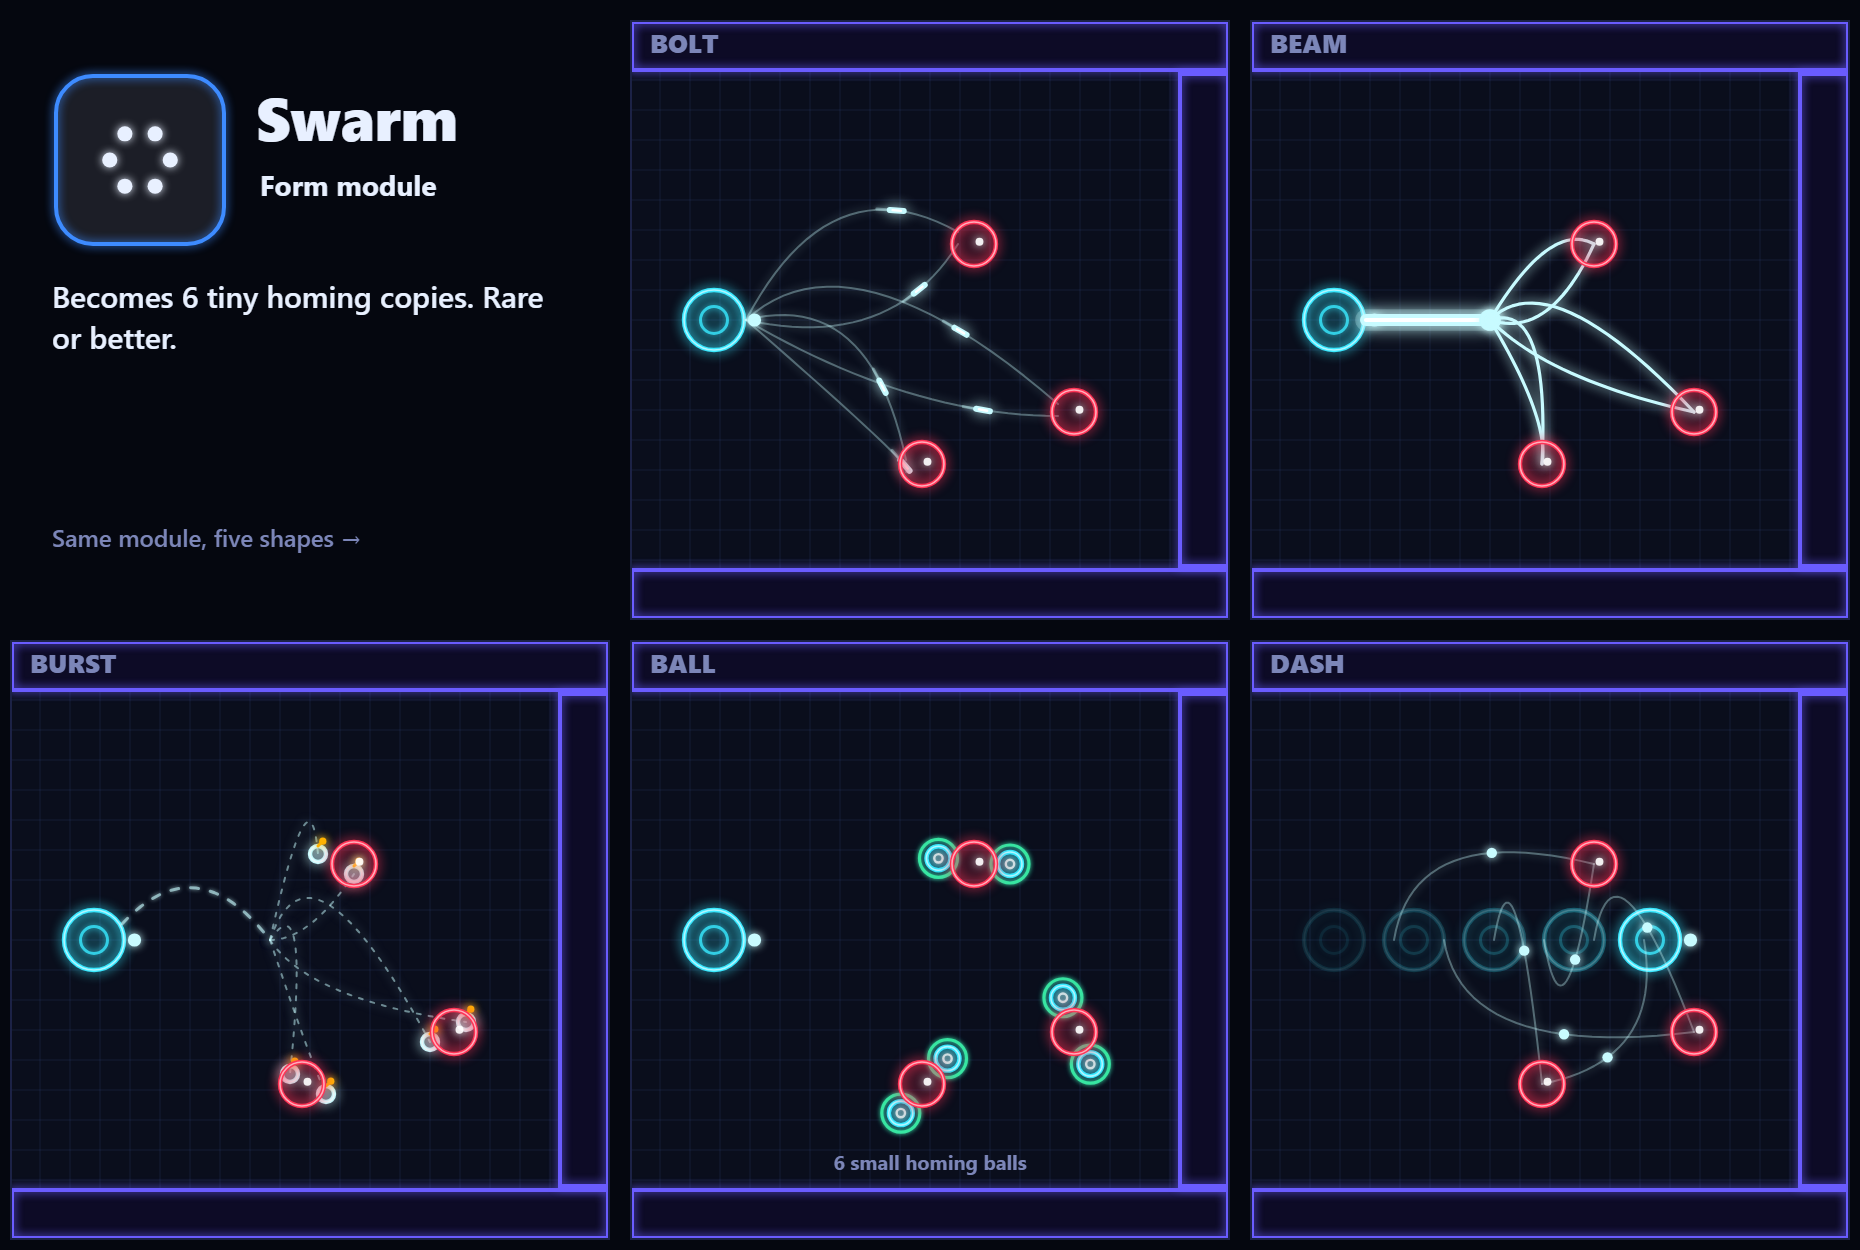 Swarm
Form module
Becomes 6 tiny homing copies. Rare
or better.
Same module, five shapes →
BOLT
BEAM
BURST
BALL
6 small homing balls
DASH